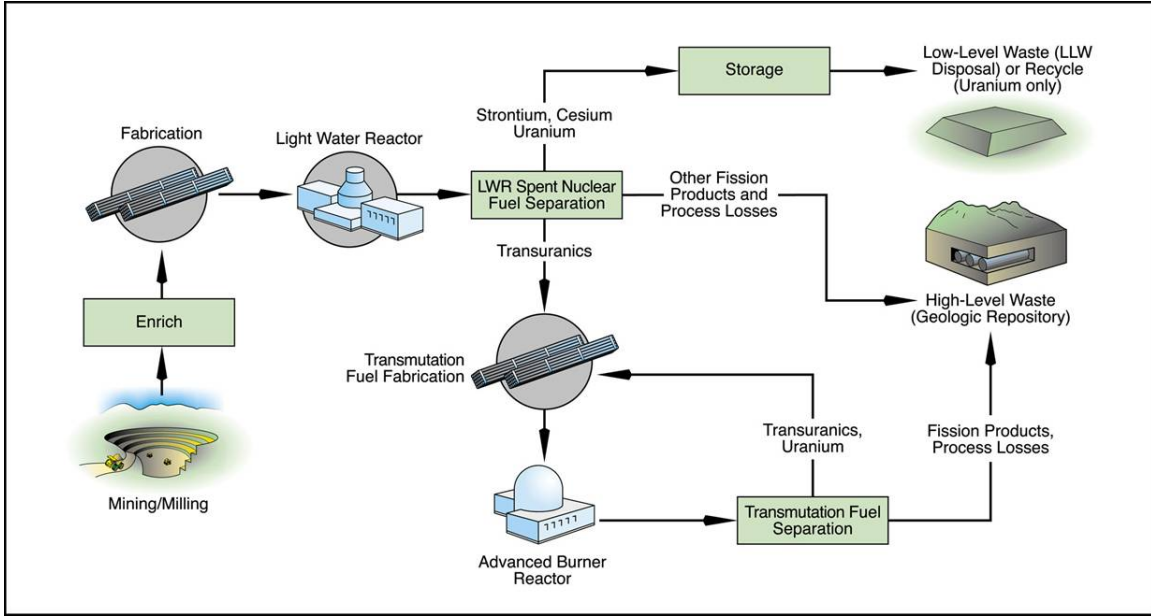 Storage
Low-Level Waste (LLW
Disposal) or Recycle
(Uranium only)
Strontium, Cesium
Uranium
Fabrication
Light Water Reactor
LWR Spent Nuclear
Fuel Separation
Other Fission
Products and
Process Losses
Transuranics
Enrich
High-Level Waste
(Geologic Repository)
Transmutation
Fuel Fabrication
Transuranics,
Uranium
Fission Products,
Process Losses
Mining/Milling
Transmutation Fuel
Separation
Advanced Burner
Reactor